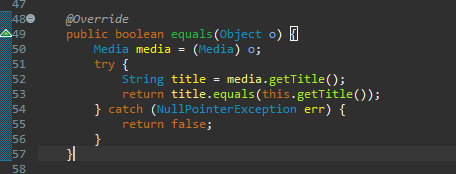 47
48 @Override
49 public boolean equals(Object o) {
50 Media media = (Media) o;
51 try {
52 String title = media.getTitle();
53 return title.equals(this.getTitle());
54 } catch (NullPointerException err) {
55 return false;
56 }
57 }
58